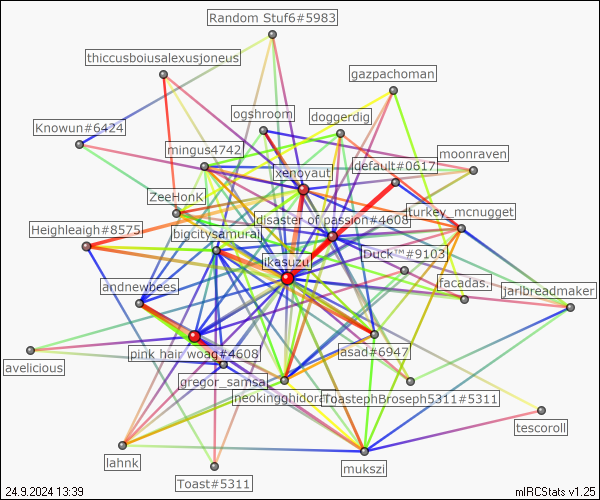 Random Stuf6#5983
thiccusboiusalexusjoneus
gazpachoman
ogshroom
doggerdig
Knowun#6424
mingus4742
moonraven
xenoyaut
default#0617
ZeeHonk
disaster of passion#4608
turkey_mcnugget
Heighleaigh#8575
bigcitysamurai
Duck™#9103
ikasuzu
facadas.
jarlbreadmaker
andnewbees
avelicious
pink hair woag#4608
asad#6947
gregor_samsa
neokingghidorah
ToastephBroseph5311#5311
tescoroll
lahnk
mukszi
Toast#5311
24.9.2024 13:39
mIRCStats v1.25